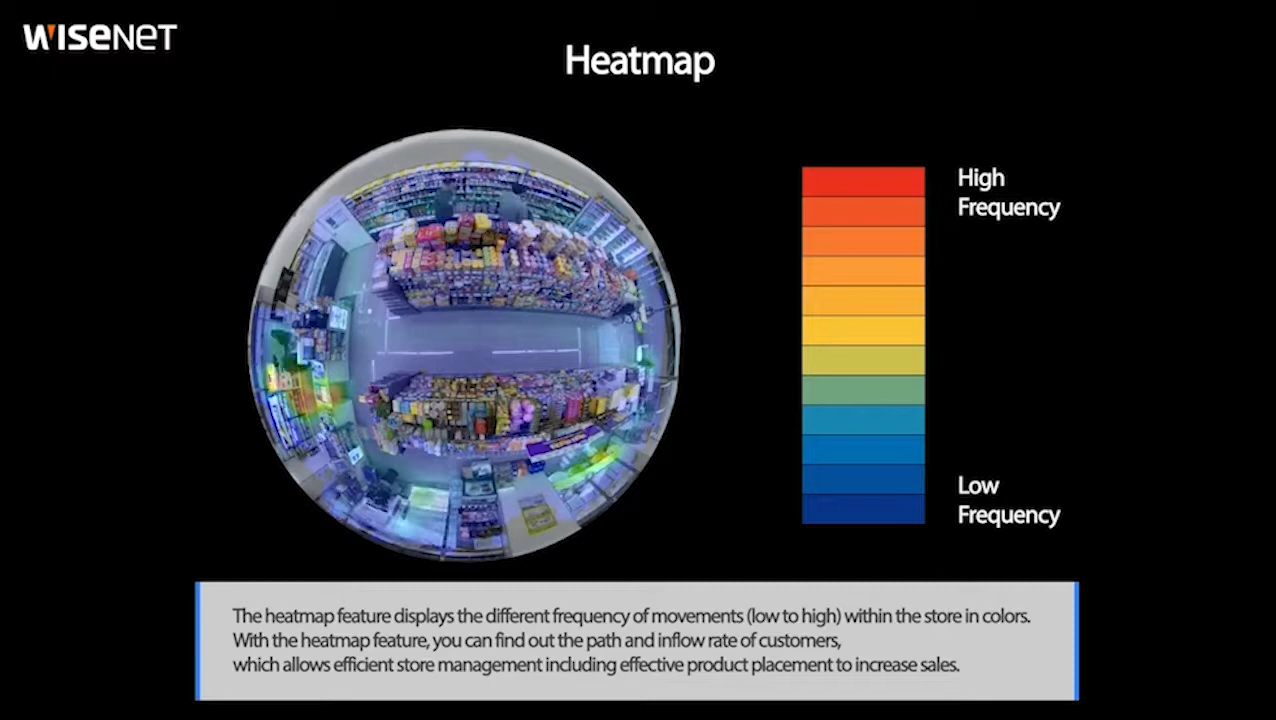 WISENET
Heatmap
High
Frequency
Low
Frequency
The heatmap feature displays the different frequency of movements (low to high) within the store in colors.
With the heatmap feature, you can find out the path and inflow rate of customers,
which allows efficient store management including effective product placement to increase sales.